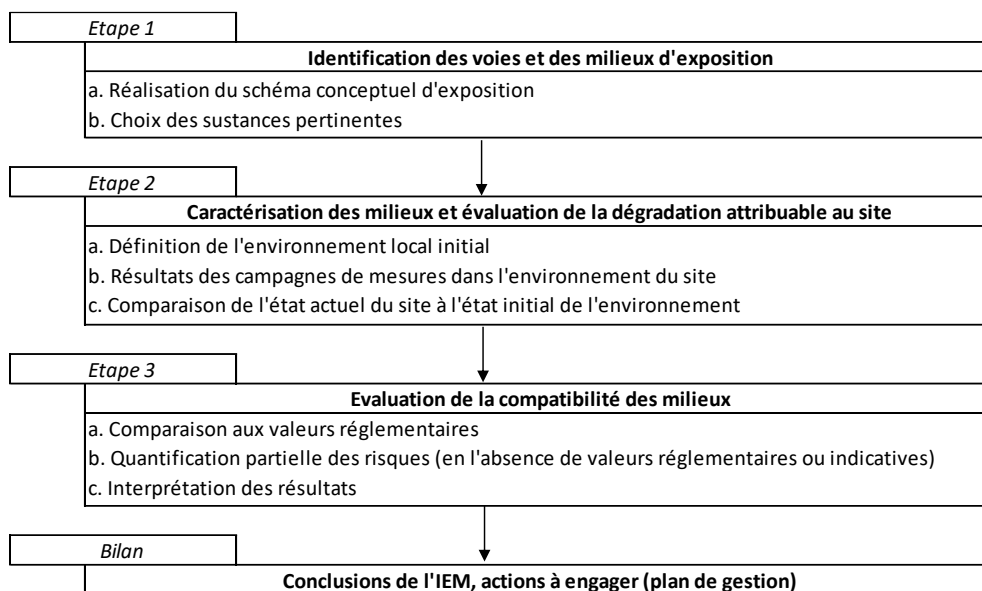 Etape 1
Identification des voies et des milieux d'exposition
a. Réalisation du schéma conceptuel d'exposition
b. Choix des sustances pertinentes
Etape 2
Caractérisation des milieux et évaluation de la dégradation attribuable au site
a. Définition de l'environnement local initial
b. Résultats des campagnes de mesures dans l'environnement du site
c. Comparaison de l'état actuel du site à l'état initial de l'environnement
Etape 3
Evaluation de la compatibilité des milieux
a. Comparaison aux valeurs réglementaires
b. Quantification partielle des risques (en l'absence de valeurs réglementaires ou indicatives)
c. Interprétation des résultats
Bilan
Conclusions de l'IEM, actions à engager (plan de gestion)